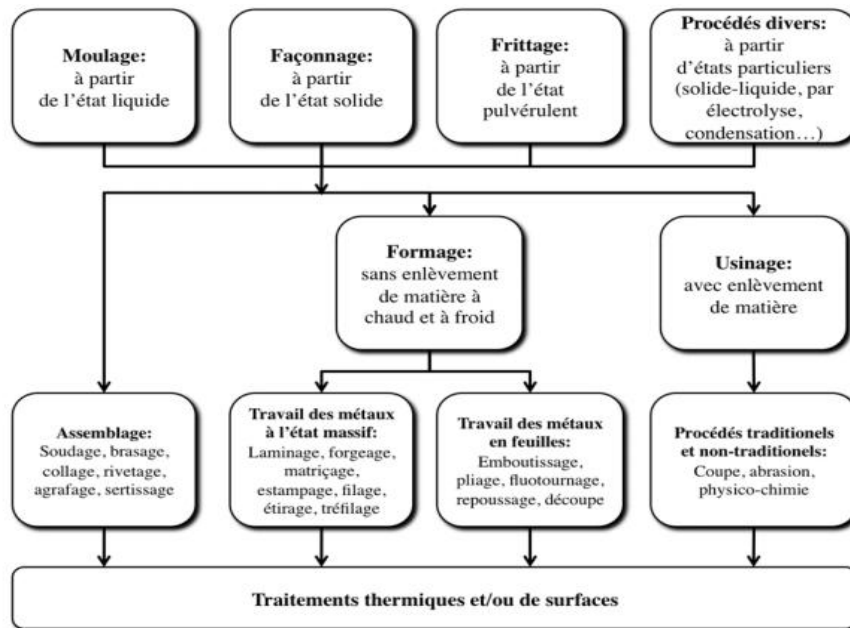 Moulage:
à partir
de l'état liquide
Façonnage:
à partir
de l'état solide
Frittage:
à partir
de l'état
pulvérulent
Procédés divers:
à partir
d'états particuliers
(solide-liquide, par
électrolyse,
condensation…)
Formage:
sans enlèvement
de matière à
chaud et à froid
Usinage:
avec enlèvement
de matière
Assemblage:
Soudage, brasage,
collage, rivetage,
agrafage, sertissage
Travail des métaux
à l'état massif:
Laminage, forgeage,
matriçage,
estampage, filage,
étirage, tréfilage
Travail des métaux
en feuilles:
Emboutissage,
pliage, fluotournage,
repoussage, découpe
Procédés traditionels
et non-traditionels:
Coupe, abrasion,
physico-chimie
Traitements thermiques et/ou de surfaces